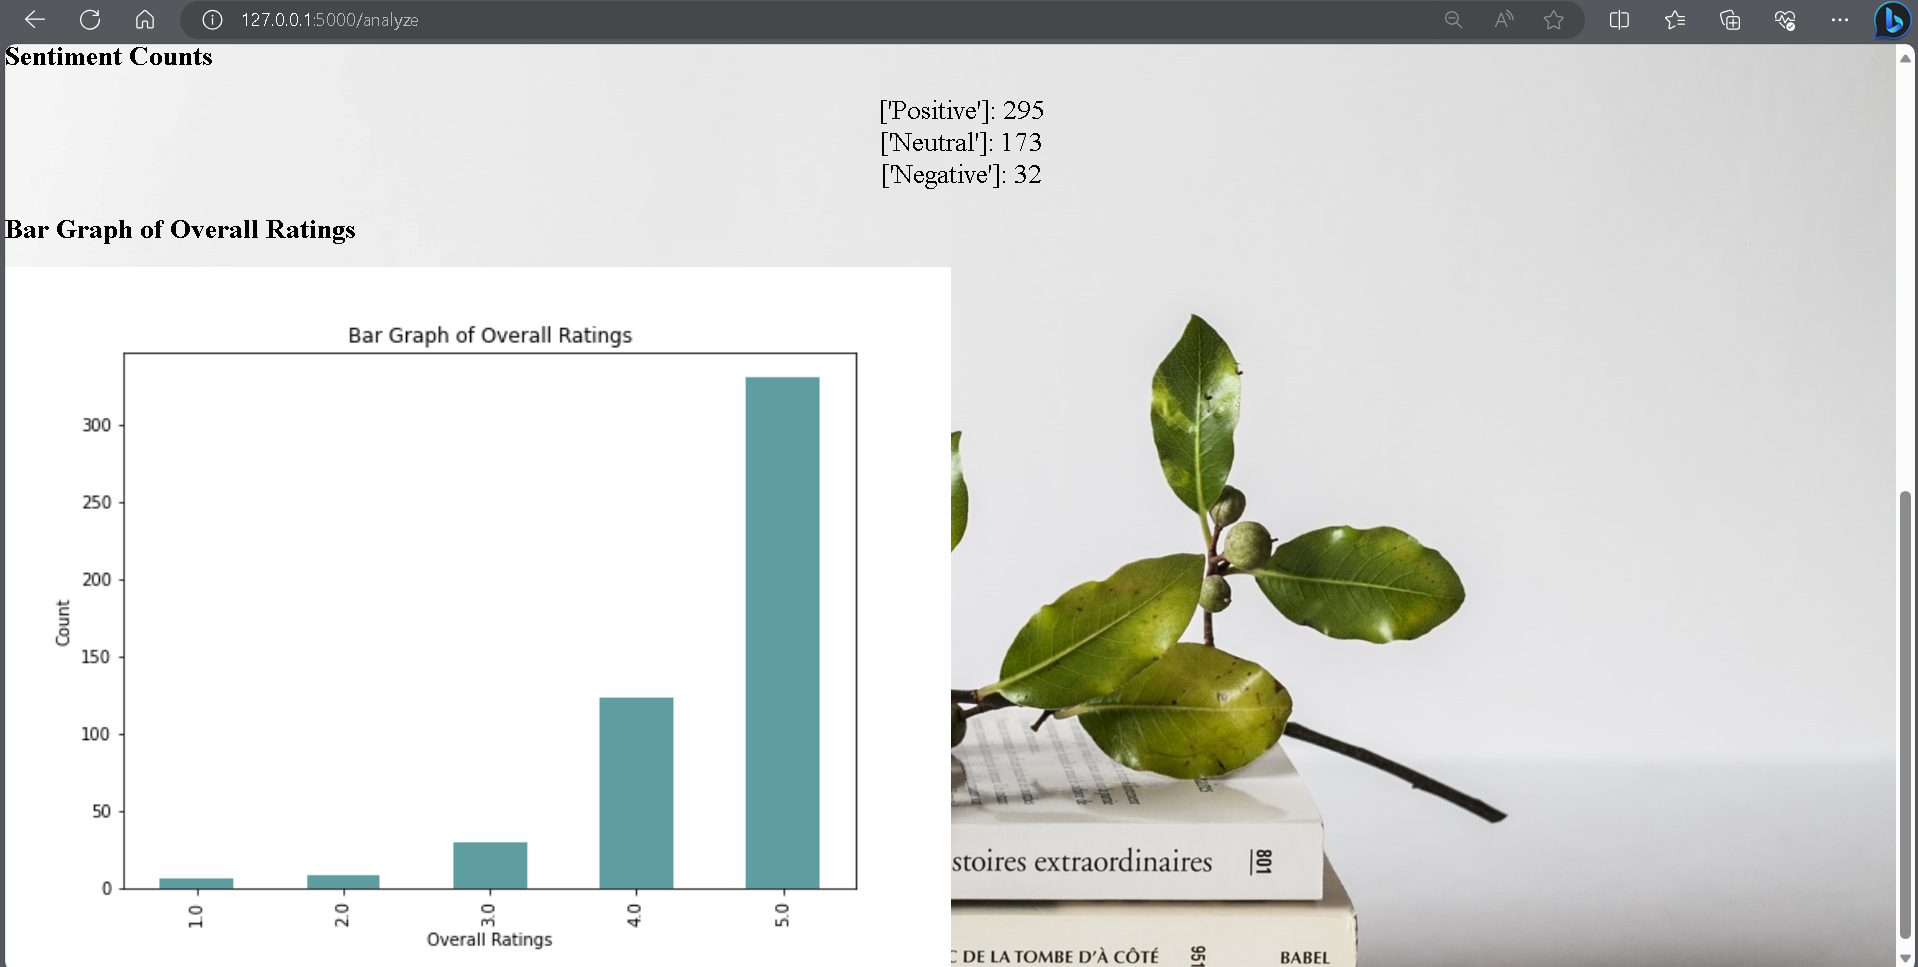 127.0.0.1:5000/analyze
Sentiment Counts
['Positive']: 295
['Neutral']: 173
['Negative']: 32
Bar Graph of Overall Ratings
Bar Graph of Overall Ratings
300
250
200
150
100
50
0
Count
1.0
2.0
3.0
4.0
5.0
Overall Ratings
stoires extraordinaires
801
DE LA TOMBE D'À CÔTÉ
951
BABEL